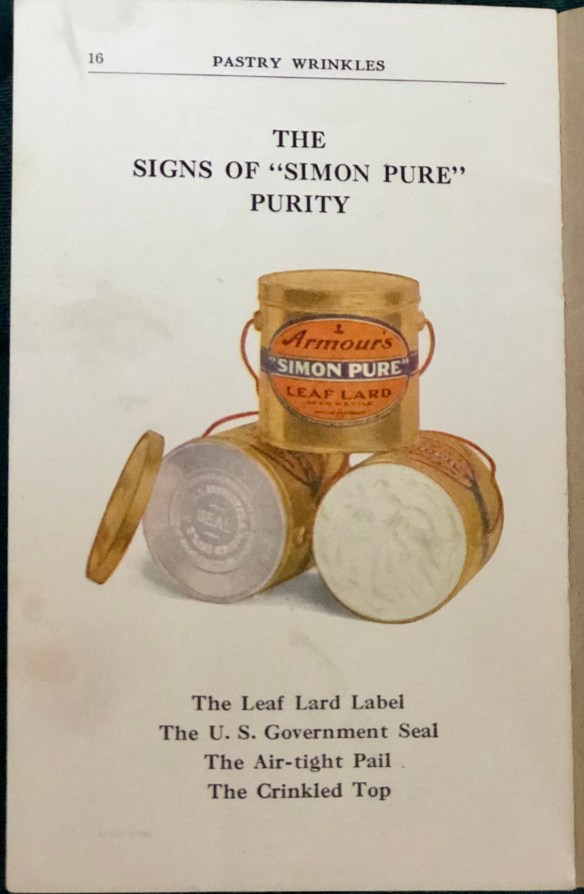 16
PASTRY WRINKLES
THE
SIGNS OF “SIMON PURE”
PURITY
Armour's
"SIMON PURE"
LEAF LARD
SEAL
The Leaf Lard Label
The U. S. Government Seal
The Air-tight Pail
The Crinkled Top